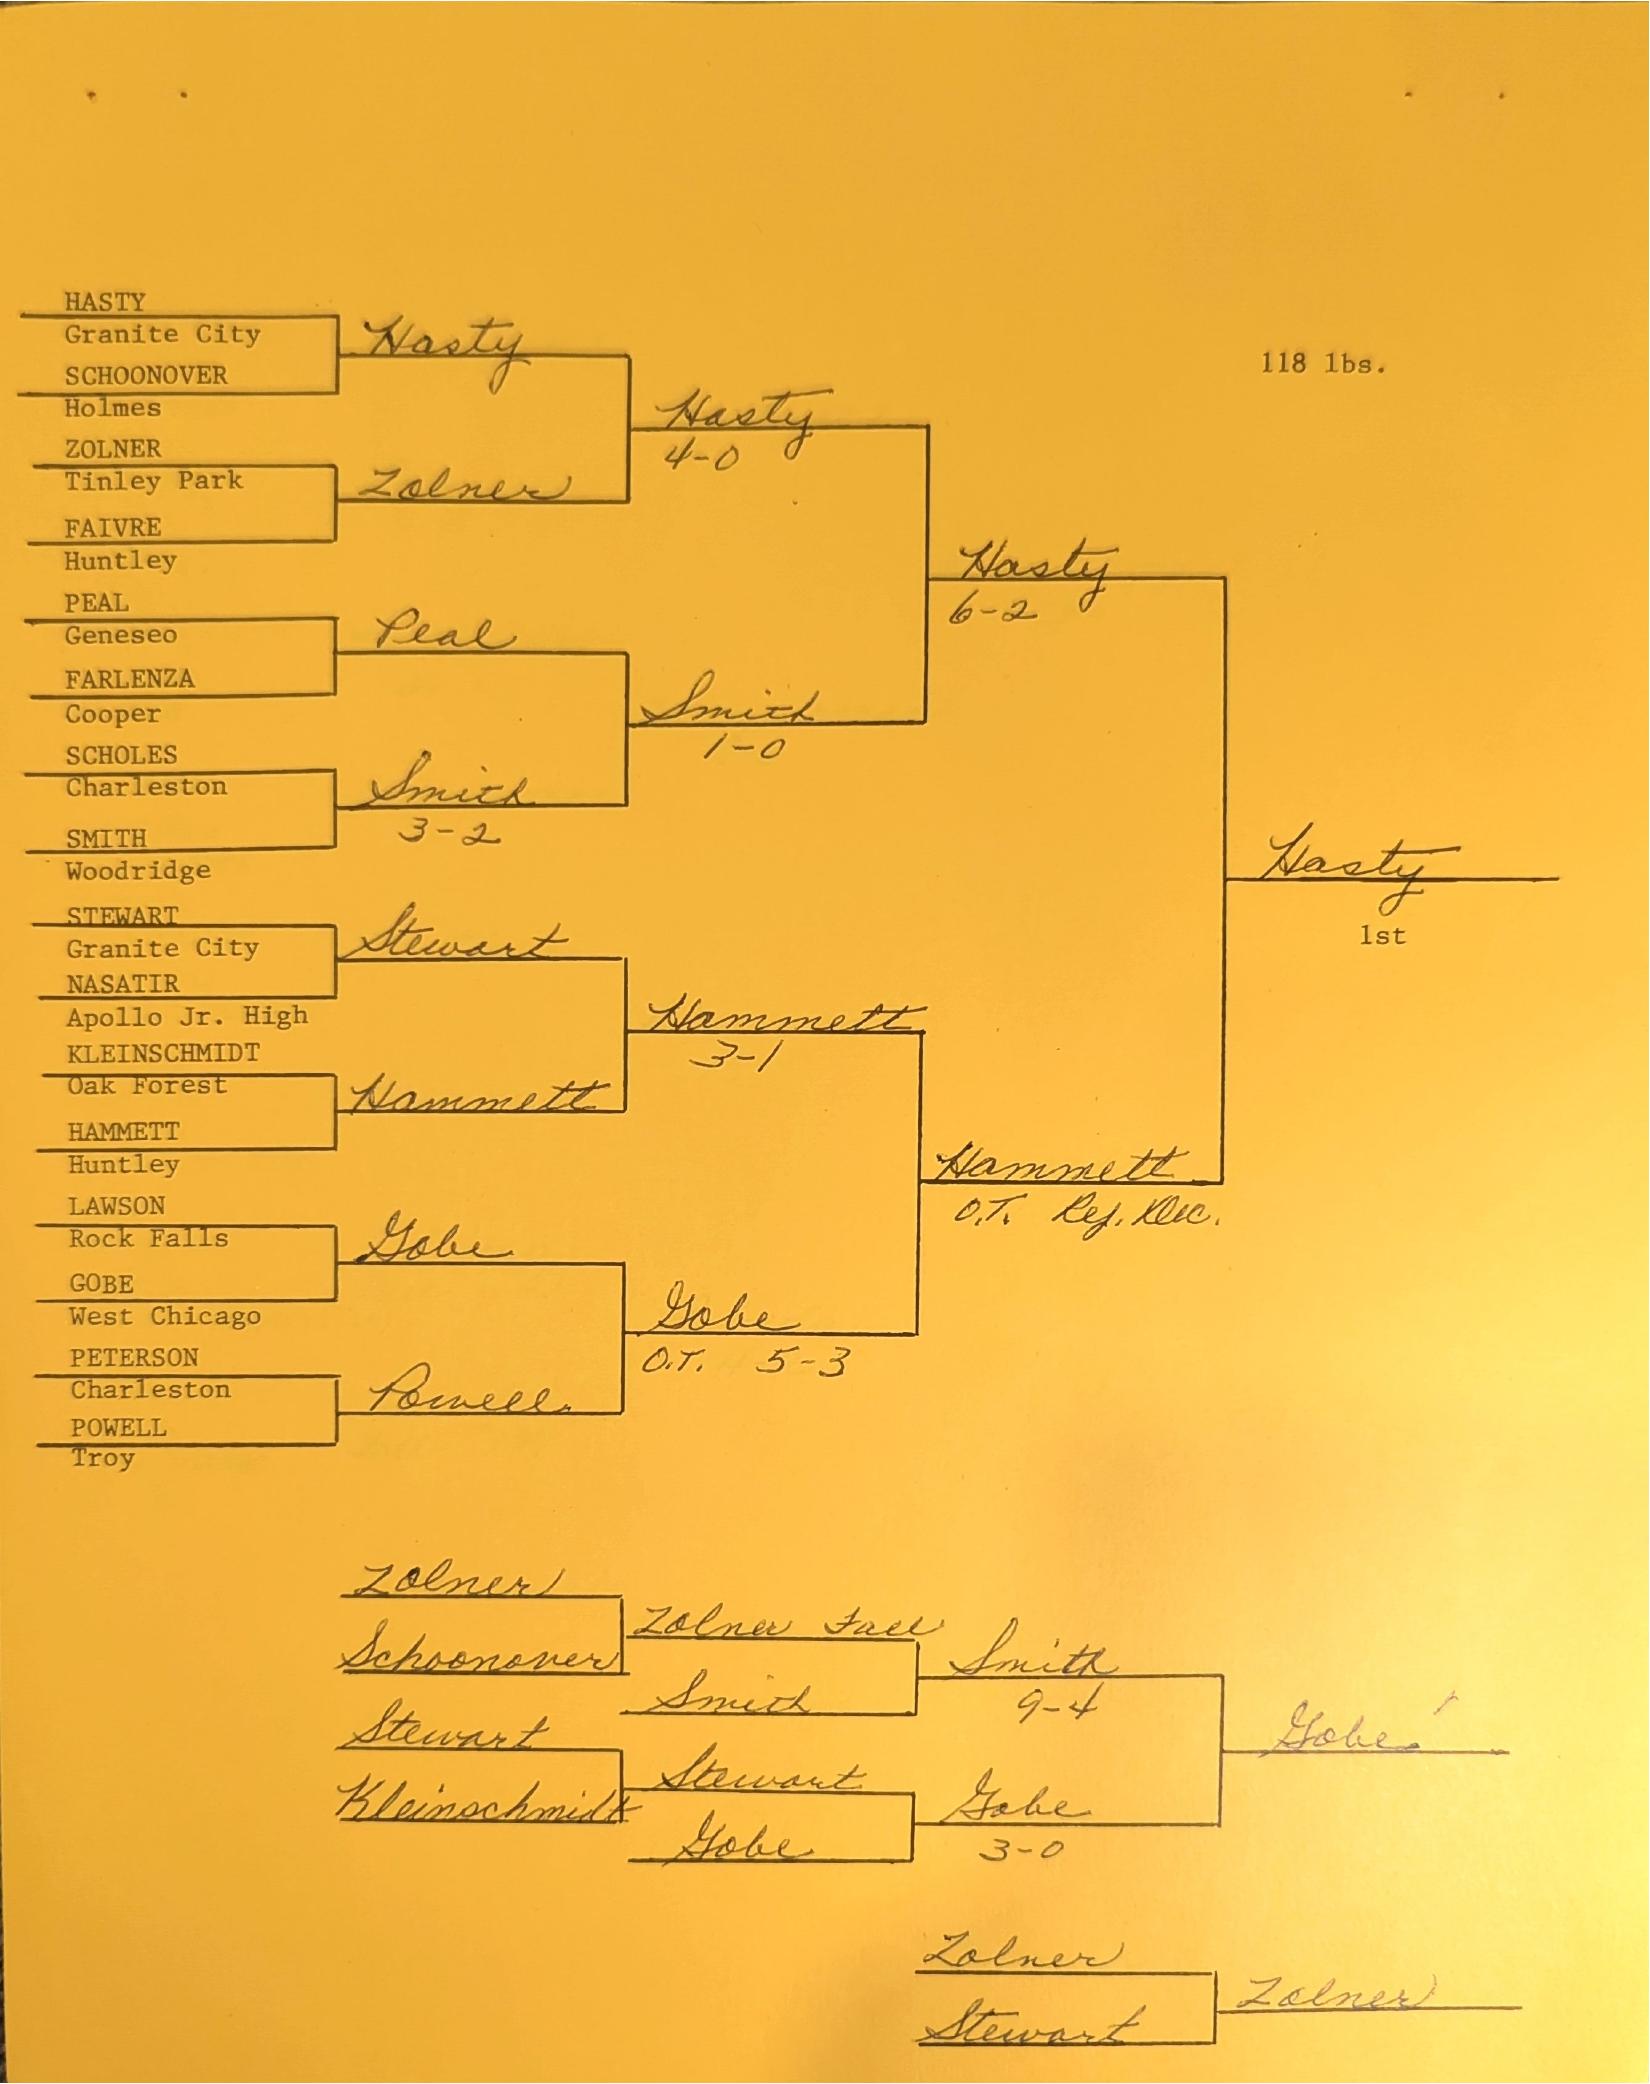 HASTY
Granite City
Hasty
SCHOONOVER
Holmes
118 lbs.
Hasty
4-0
ZOLNER
Tinley Park
Zolner
FAIVRE
Huntley
Hasty
6-2
PEAL
Geneseo
Peal
FARLENZA
Cooper
Smith
1-0
SCHOLES
Charleston
Smith
3-2
SMITH
Woodridge
Hasty
1st
STEWART
Granite City
Stewart
NASATIR
Apollo Jr. High
Hammett
3-1
KLEINSCHMIDT
Oak Forest
Hammett
HAMMETT
Huntley
Hammett
O.T. Ref. Dec.
LAWSON
Rock Falls
Gobe
GOBE
West Chicago
Gobe
O.T. 5-3
PETERSON
Charleston
Powell
POWELL
Troy
Zolner
Zolner Fall
Schoonover
Smith
9-4
Smith
Stewart
Gobe
Stewart
Kleinschmidt
Gobe
3-0
Gobe
Zolner
Zolner
Stewart